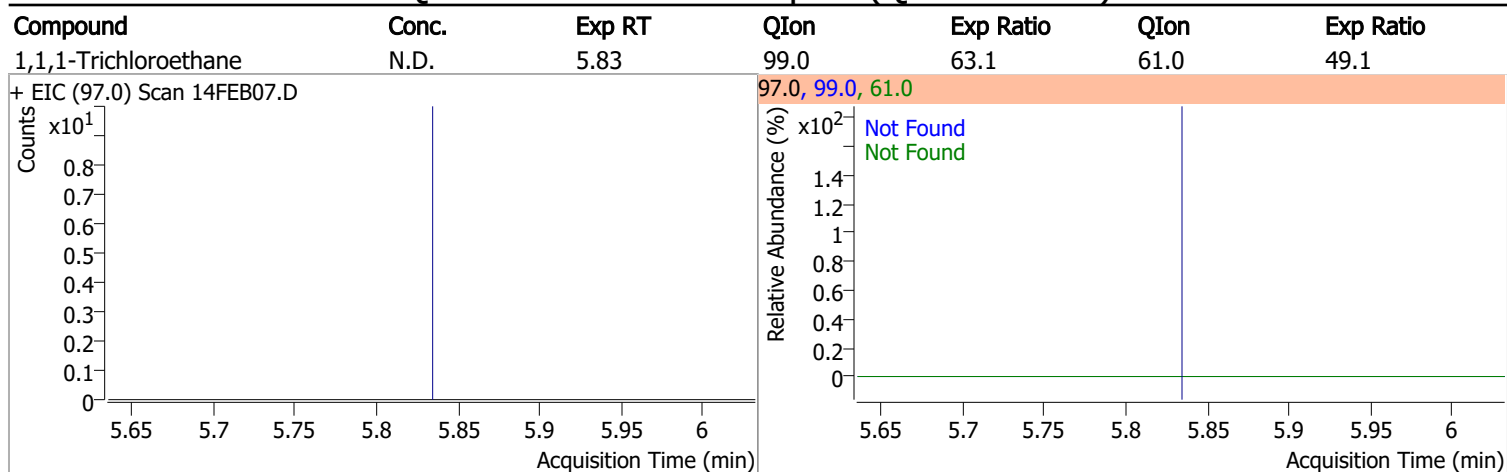 Compound Conc. Exp RT QIon Exp Ratio QIon Exp Ratio
1,1,1-Trichloroethane N.D. 5.83 99.0 63.1 61.0 49.1
+ EIC (97.0) Scan 14FEB07.D
Counts
x10¹
0.8
0.7
0.6
0.5
0.4
0.3
0.2
0.1
0
5.65 5.7 5.75 5.8 5.85 5.9 5.95 6
Acquisition Time (min)
97.0, 99.0, 61.0
Relative Abundance (%)
x10²
Not Found
Not Found
1.4
1.2
1
0.8
0.6
0.4
0.2
0
5.65 5.7 5.75 5.8 5.85 5.9 5.95 6
Acquisition Time (min)